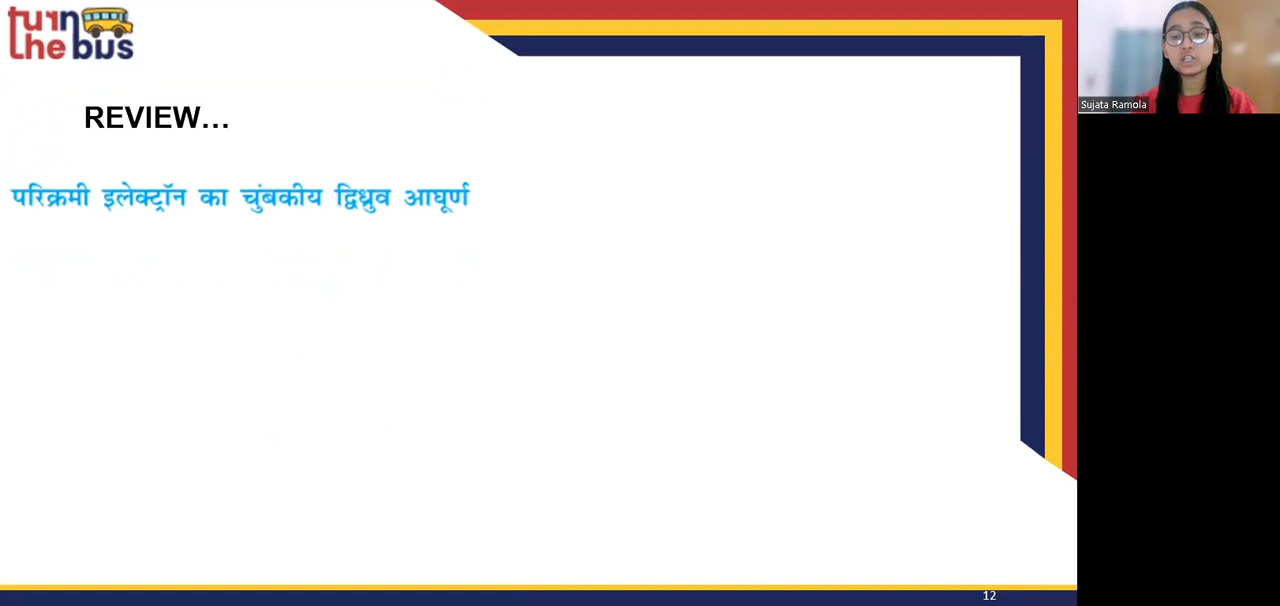 turn
the bus
Sujata Ramola
REVIEW...
परिक्रमी इलेक्ट्रॉन का चुंबकीय द्विध्रुव आघूर्ण
12